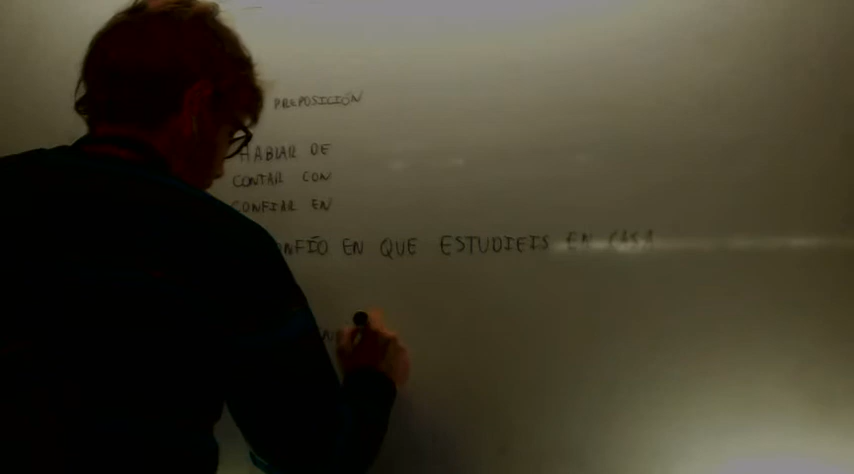 PREPOSICIÓN
HABLAR DE
CONTAR CON
CONFIAR EN
NFÍO EN QUE ESTUDIEIS EN CASA